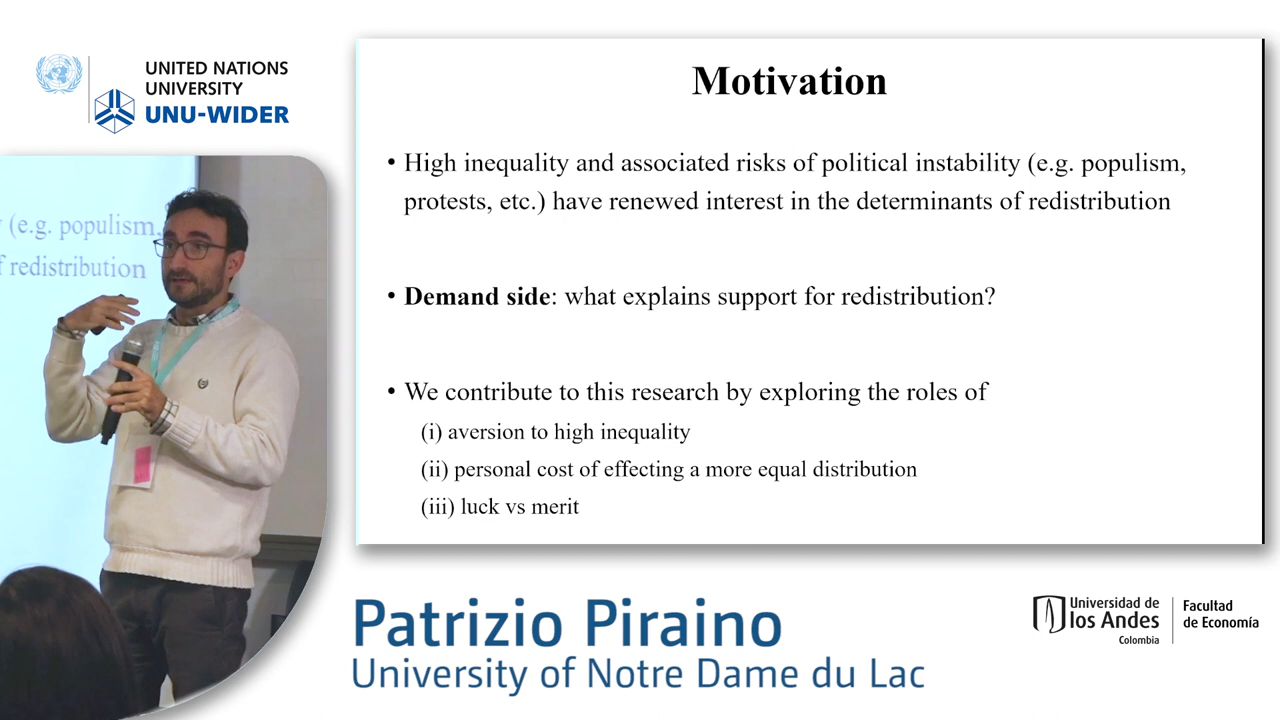 UNITED NATIONS
UNIVERSITY
UNU-WIDER
Motivation
• High inequality and associated risks of political instability (e.g. populism,
protests, etc.) have renewed interest in the determinants of redistribution
• Demand side: what explains support for redistribution?
• We contribute to this research by exploring the roles of
(i) aversion to high inequality
(ii) personal cost of effecting a more equal distribution
(iii) luck vs merit
(e.g. populism,
f redistribution
Patrizio Piraino
University of Notre Dame du Lac
Universidad de
los Andes
Colombia
Facultad
de Economía